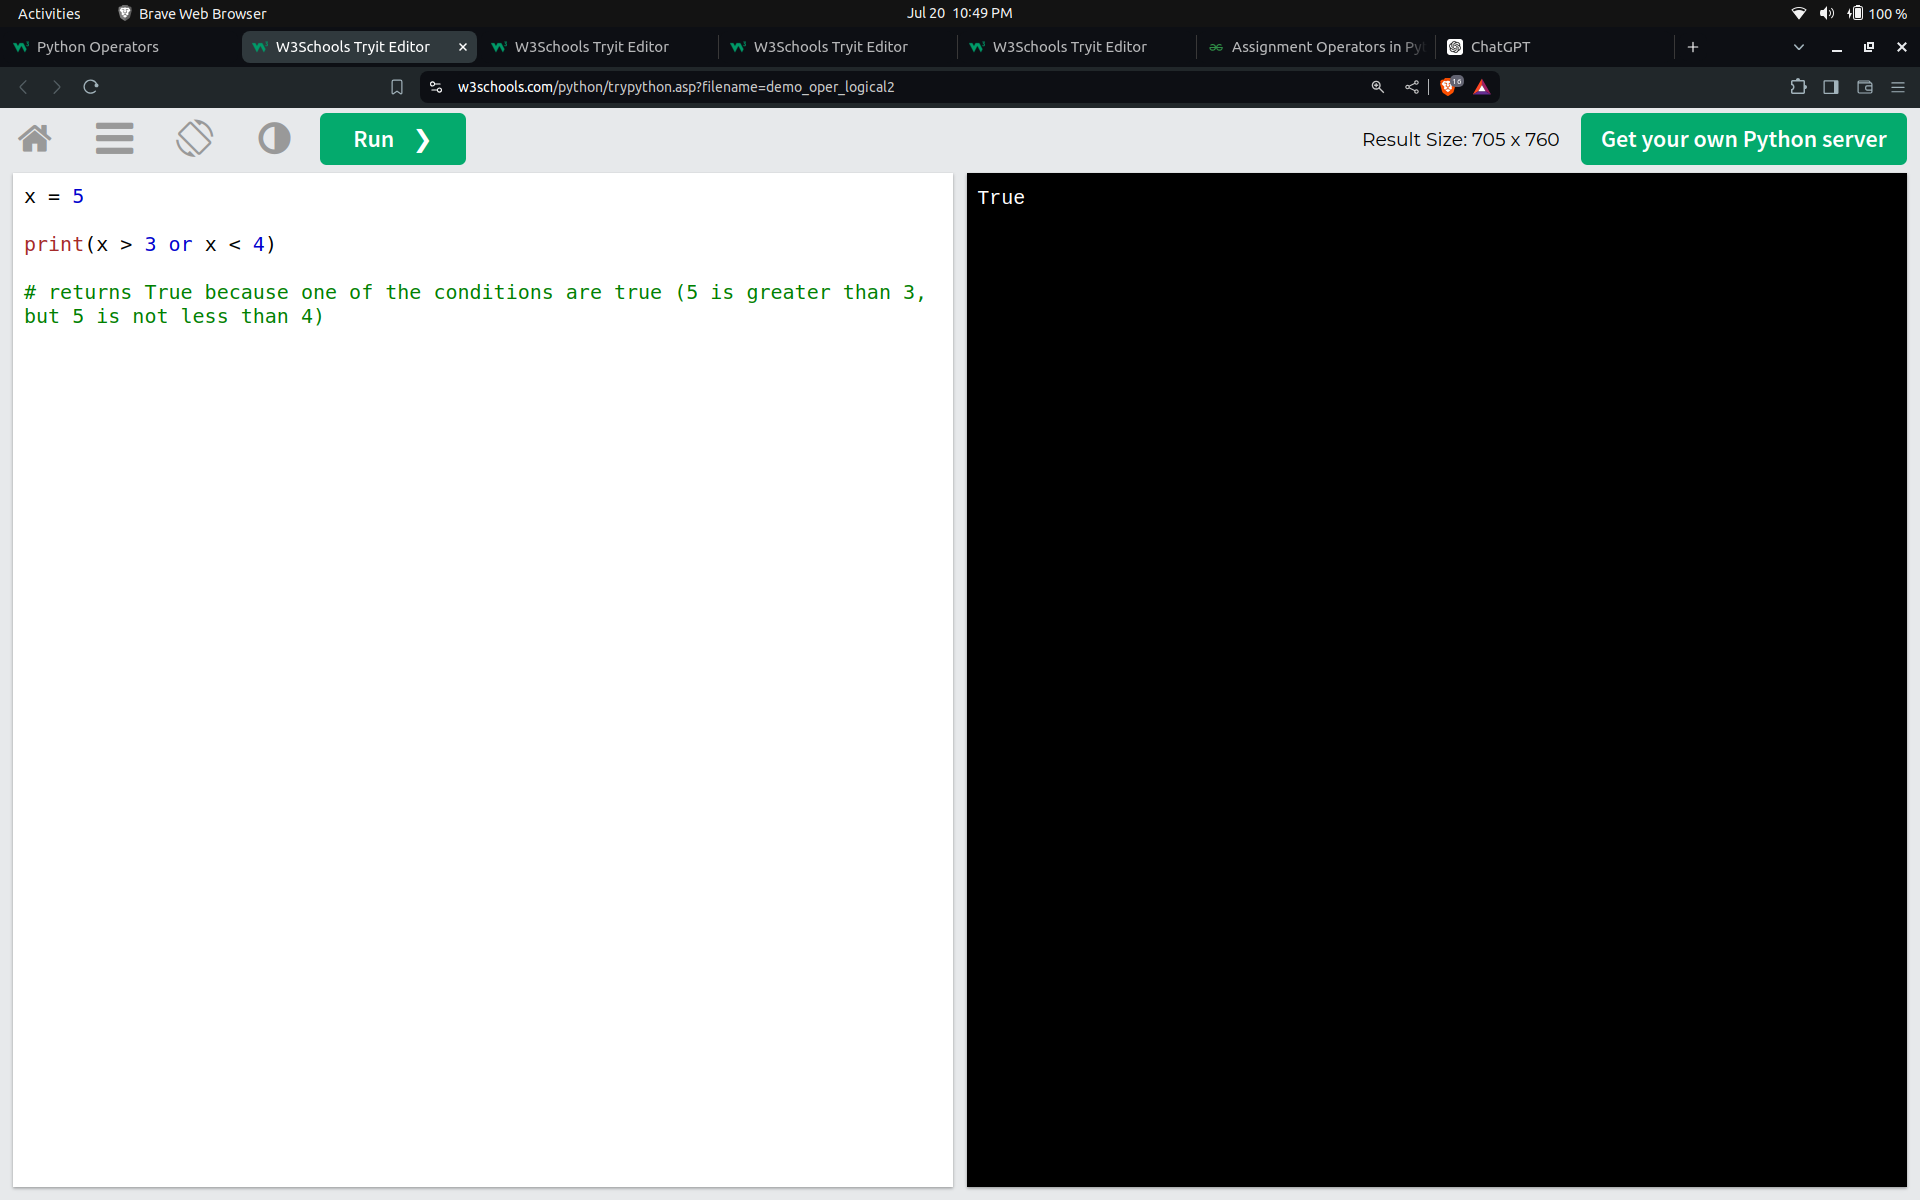 Activities
Brave Web Browser
Jul 20 10:49 PM
100 %
Python Operators
W3Schools Tryit Editor
W3Schools Tryit Editor
W3Schools Tryit Editor
W3Schools Tryit Editor
Assignment Operators in Py
ChatGPT
w3schools.com/python/trypython.asp?filename=demo_oper_logical2
16
Run ❯
Result Size: 705 x 760
Get your own Python server
x = 5
print(x > 3 or x < 4)
# returns True because one of the conditions are true (5 is greater than 3,
but 5 is not less than 4)
True